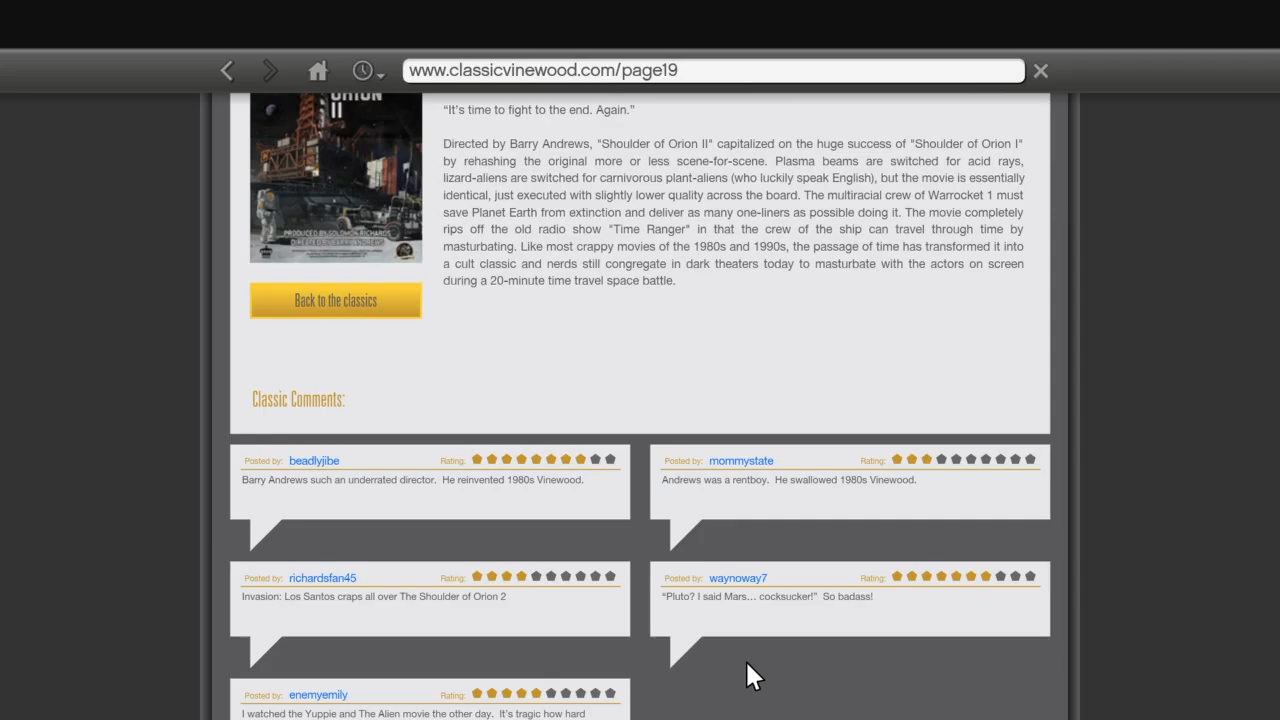 www.classicvinewood.com/page19
ORION
II
“It's time to fight to the end. Again.”
Directed by Barry Andrews, "Shoulder of Orion II" capitalized on the huge success of "Shoulder of Orion I"
by rehashing the original more or less scene-for-scene. Plasma beams are switched for acid rays,
lizard-aliens are switched for carnivorous plant-aliens (who luckily speak English), but the movie is essentially
identical, just executed with slightly lower quality across the board. The multiracial crew of Warrocket 1 must
save Planet Earth from extinction and deliver as many one-liners as possible doing it. The movie completely
rips off the old radio show "Time Ranger" in that the crew of the ship can travel through time by
masturbating. Like most crappy movies of the 1980s and 1990s, the passage of time has transformed it into
a cult classic and nerds still congregate in dark theaters today to masturbate with the actors on screen
during a 20-minute time travel space battle.
PRODUCED BY SOLOMON RICHARDS
DIRECTED BY BARRY ANDREWS
Back to the classics
Classic Comments:
Posted by: beadlyjibe Rating:
Barry Andrews such an underrated director. He reinvented 1980s Vinewood.
Posted by: mommystate Rating:
Andrews was a rentboy. He swallowed 1980s Vinewood.
Posted by: richardsfan45 Rating:
Invasion: Los Santos craps all over The Shoulder of Orion 2
Posted by: waynoway7 Rating:
“Pluto? I said Mars... cocksucker!” So badass!
Posted by: enemyemily Rating:
I watched the Yuppie and The Alien movie the other day. It's tragic how hard